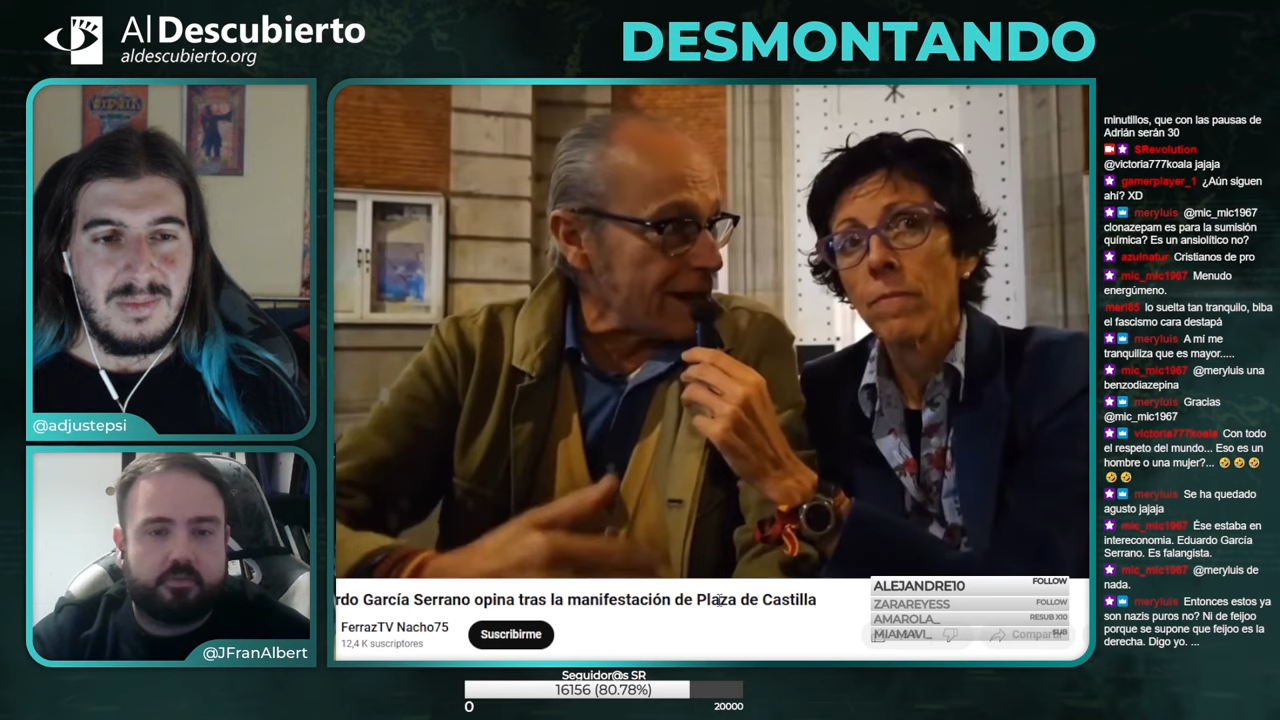 Al Descubierto
aldescubierto.org
DESMONTANDO
@adjustepsi
@JFranAlbert
rdo García Serrano opina tras la manifestación de Plaza de Castilla
FerrazTV Nacho75
12,4 K suscriptores
Suscribirme
ALEJANDRE10 FOLLOW
ZARAREYESS FOLLOW
AMAROLA_ RESUB X10
MIAMAVI_ SUB
Compartir
Seguidor@s SR
16156 (80.78%)
0 20000
minutillos, que con las pausas de
Adrián serán 30
SRevolution
@victoria777koala jajaja
gamerplayer_1 ¿Aún siguen
ahí? XD
meryluis @mic_mic1967
clonazepam es para la sumisión
química? Es un ansiolítico no?
azulnatur Cristianos de pro
mic_mic1967 Menudo
energúmeno.
meri85 lo suelta tan tranquilo, biba
el fascismo cara destapá
meryluis A mí me
tranquiliza que es mayor.....
mic_mic1967 @meryluis una
benzodiazepina
meryluis Gracias
@mic_mic1967
victoria777koala Con todo
el respeto del mundo... Eso es un
hombre o una mujer?... 🤣 🤣 🤣
🤣 🤣
meryluis Se ha quedado
agusto jajaja
mic_mic1967 Ése estaba en
intereconomia. Eduardo García
Serrano. Es falangista.
mic_mic1967 @meryluis de
nada.
meryluis Entonces estos ya
son nazis puros no? Ni de feijoo
porque se supone que feijoo es la
derecha. Digo yo. ...